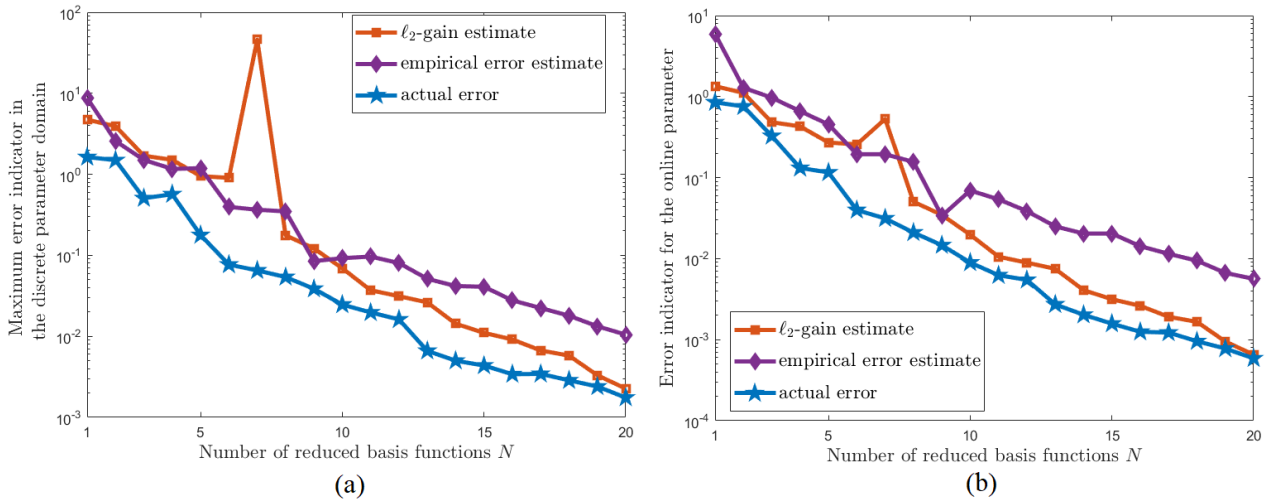 Maximum error indicator in
the discrete parameter domain
10^2
10^1
10^0
10^-1
10^-2
10^-3
ℓ₂-gain estimate
empirical error estimate
actual error
1 5 10 15 20
Number of reduced basis functions N
(a)
Error indicator for the online parameter
10^1
10^0
10^-1
10^-2
10^-3
10^-4
ℓ₂-gain estimate
empirical error estimate
actual error
1 5 10 15 20
Number of reduced basis functions N
(b)